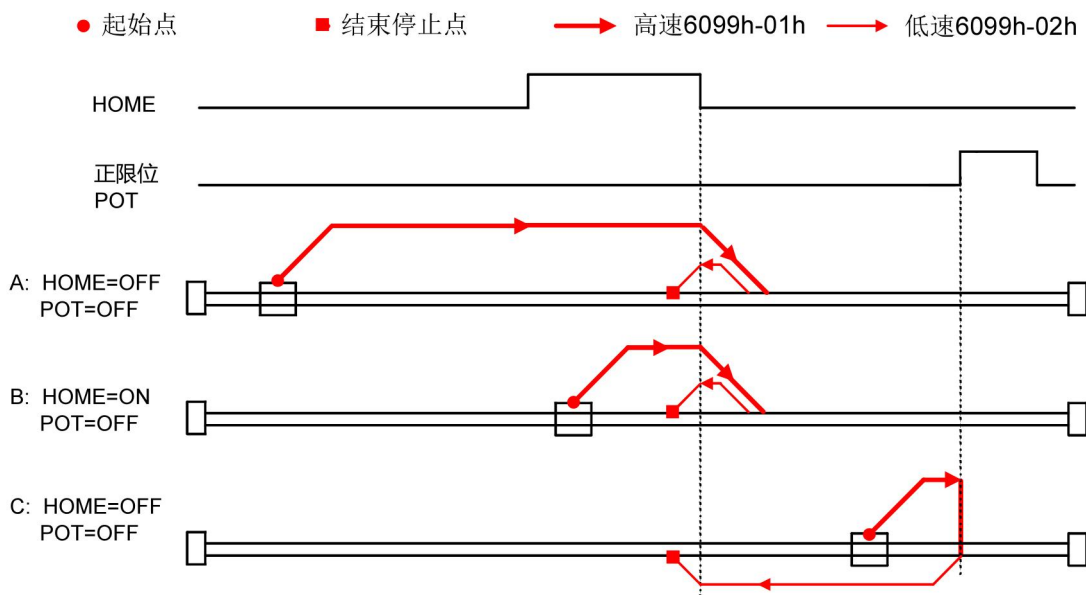 起始点
结束停止点
高速6099h-01h
低速6099h-02h
HOME
正限位
POT
A: HOME=OFF
POT=OFF
B: HOME=ON
POT=OFF
C: HOME=OFF
POT=OFF